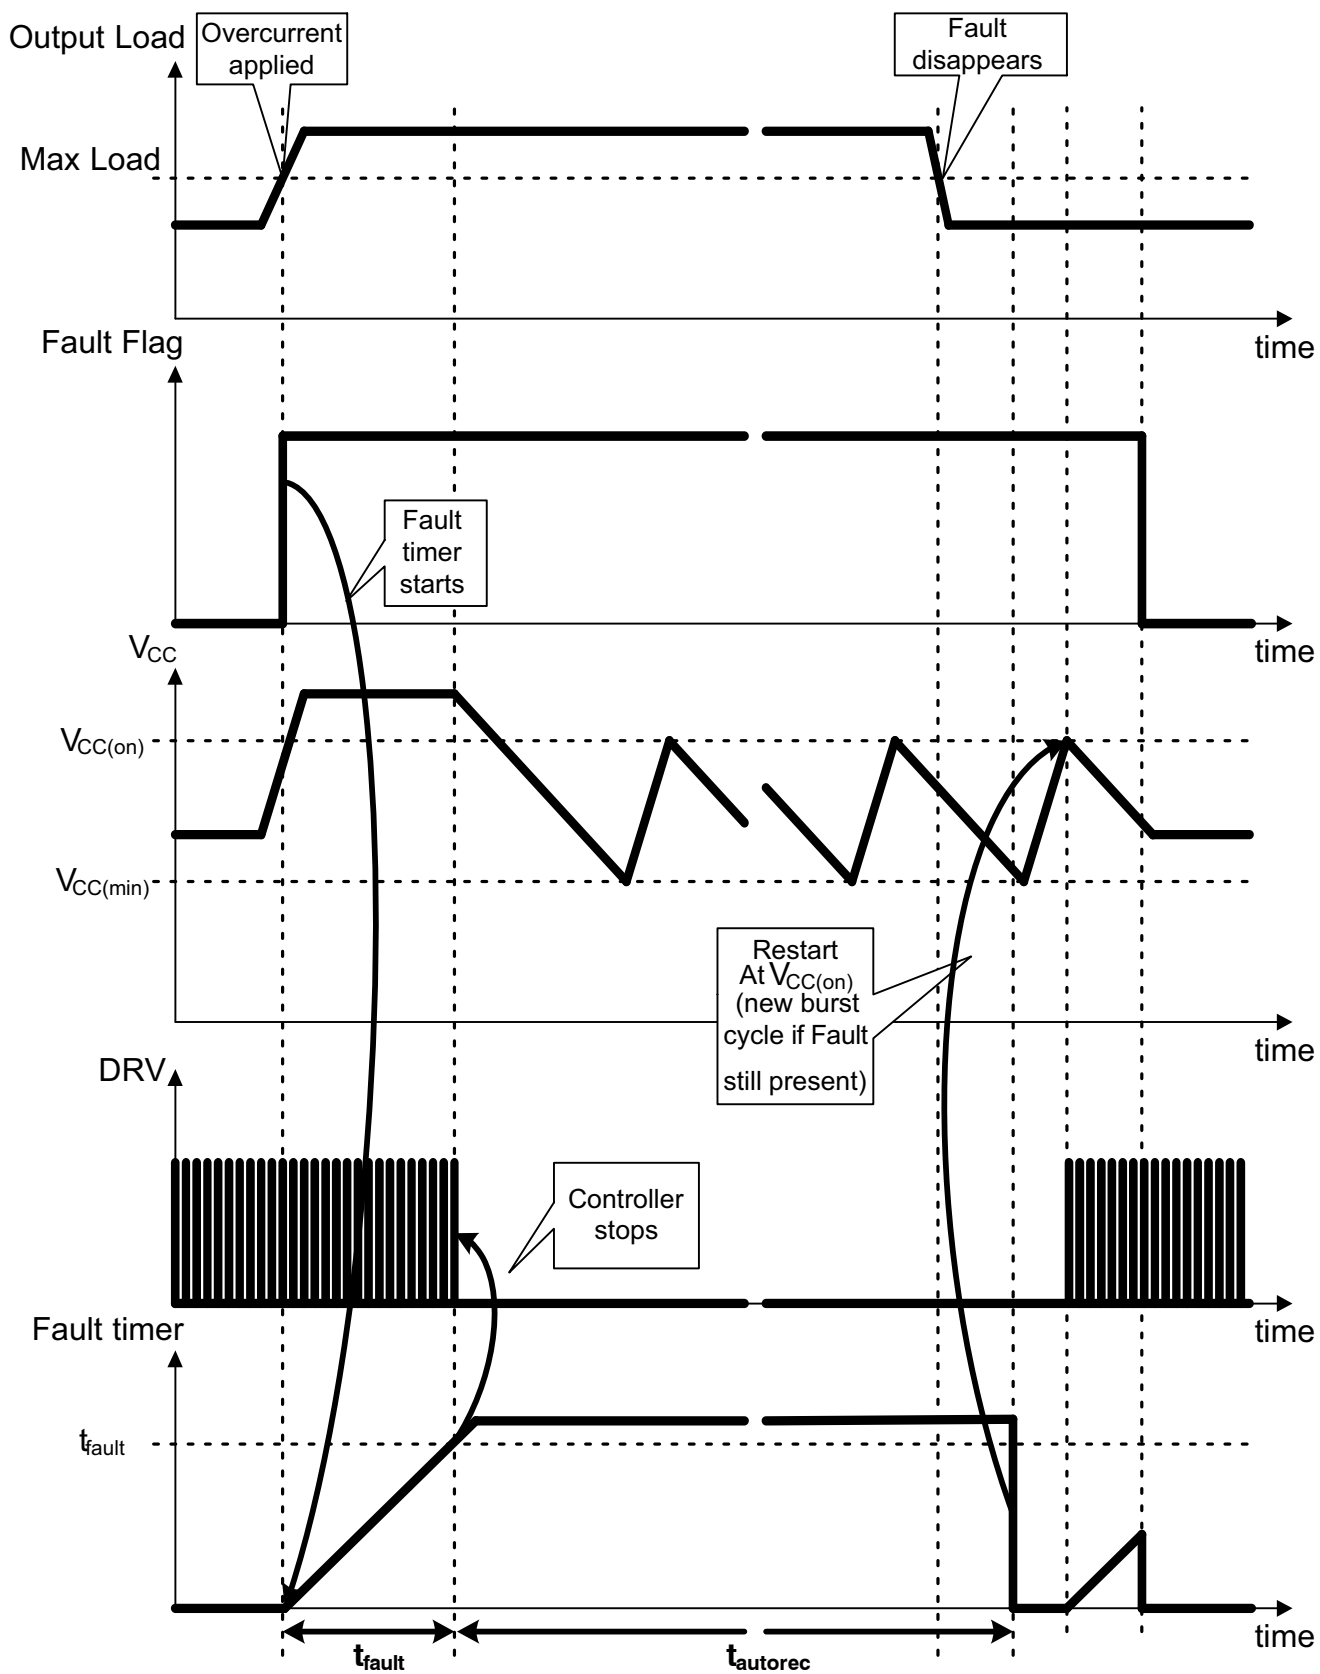 Output Load
Overcurrent
applied
Fault
disappears
Max Load
time
Fault Flag
Fault
timer
starts
time
VCC
VCC(on)
VCC(min)
Restart
At VCC(on)
(new burst
cycle if Fault
still present)
time
DRV
Controller
stops
time
Fault timer
tfault
time
tfault
tautorec